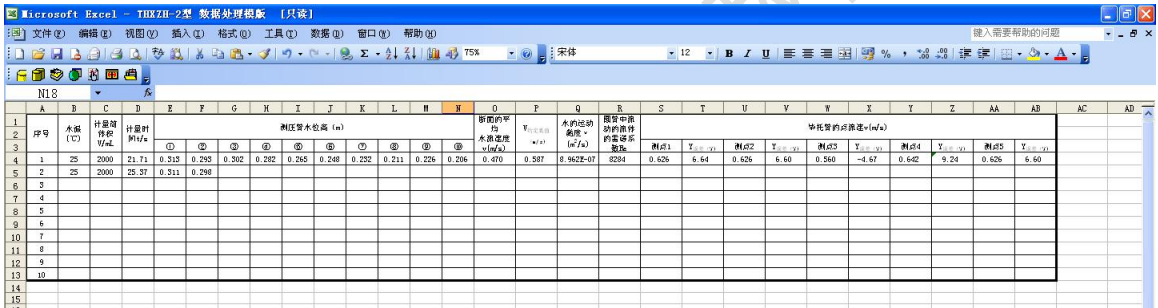 Microsoft Excel - THXZH-2型 数据处理模版 [只读]
文件(F) 编辑(E) 视图(V) 插入(I) 格式(O) 工具(T) 数据(D) 窗口(W) 帮助(H) 键入需要帮助的问题
75% 宋体 12 B I U
N18 fx
A B C D E F G H I J K L M N O P Q R S T U V W X Y Z AA AB AC AD
序号 水温(℃) 计量筒体积V/mL 计量时间t/s 测压管水位高 (m) 断面的平均水流速度v(m/s) 水的运动黏度ν(m²/s) 圆管中流动的流体的雷诺系数Re 毕托管的点流速v(m/s)
① ② ③ ④ ⑤ ⑥ ⑦ ⑧ ⑨ ⑩ 测点1 测点2 测点3 测点4 测点5
4 1 25 2000 21.71 0.313 0.293 0.302 0.282 0.265 0.248 0.232 0.211 0.226 0.206 0.470 0.587 8.962E-07 8284 0.626 6.64 0.626 6.60 0.560 -4.67 0.642 9.24 0.626 6.60
5 2 25 2000 25.37 0.311 0.298
6 3
7 4
8 5
9 6
10 7
11 8
12 9
13 10
14
15